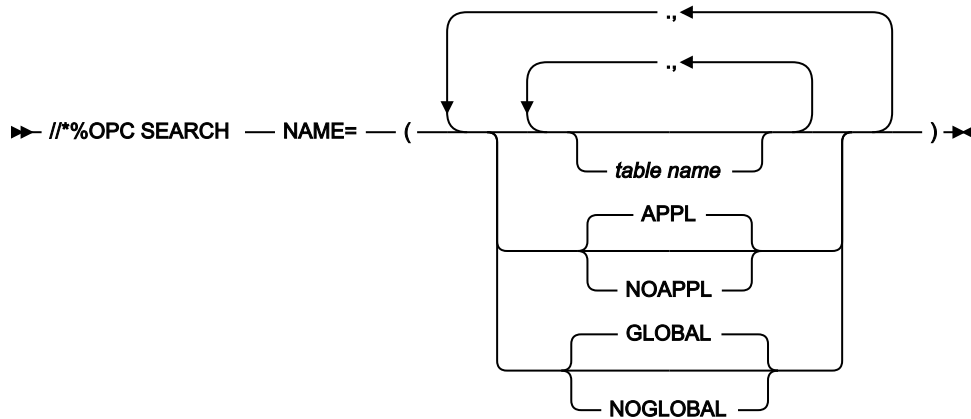 .,
.,
//*%OPC SEARCH NAME= ( )
table name
APPL
NOAPPL
GLOBAL
NOGLOBAL